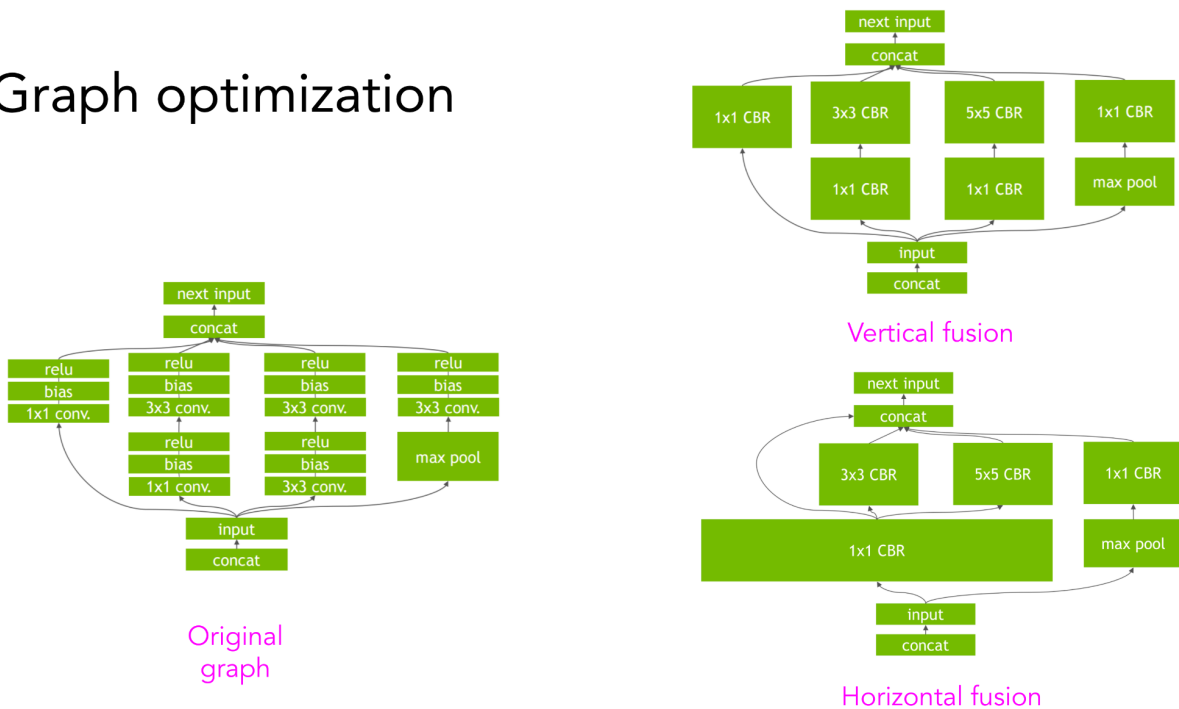 Graph optimization
next input
concat
relu
bias
1x1 conv.
relu
bias
3x3 conv.
relu
bias
1x1 conv.
relu
bias
3x3 conv.
relu
bias
3x3 conv.
relu
bias
3x3 conv.
max pool
input
concat
Original
graph
next input
concat
1x1 CBR
3x3 CBR
5x5 CBR
1x1 CBR
1x1 CBR
1x1 CBR
max pool
input
concat
Vertical fusion
next input
concat
3x3 CBR
5x5 CBR
1x1 CBR
1x1 CBR
max pool
input
concat
Horizontal fusion